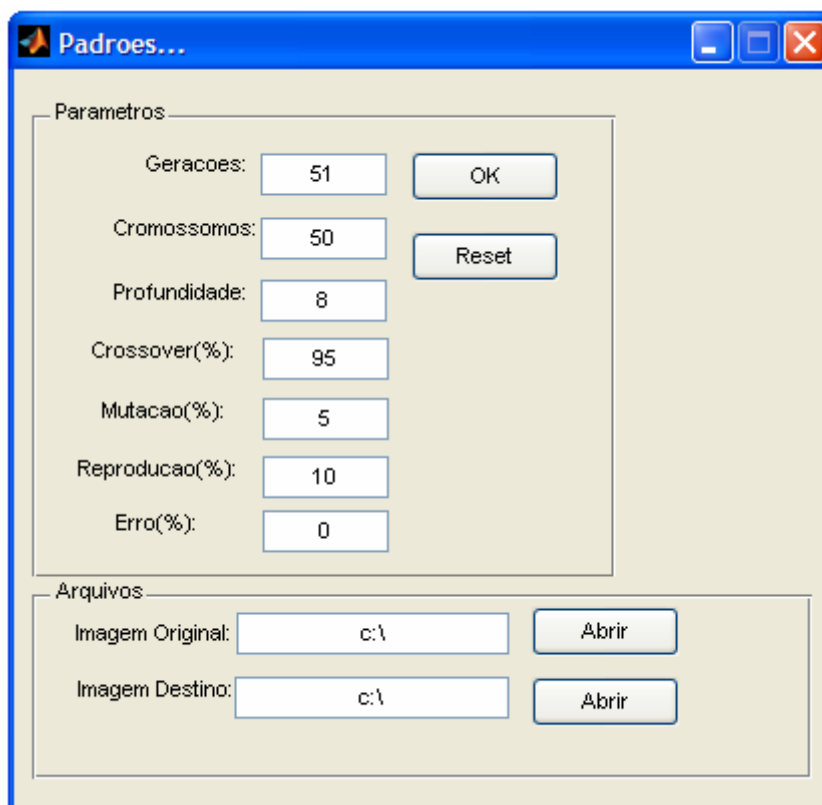 Padroes...
Parametros
Geracoes: 51 OK
Cromossomos: 50 Reset
Profundidade: 8
Crossover(%): 95
Mutacao(%): 5
Reproducao(%): 10
Erro(%): 0
Arquivos
Imagem Original: c:\ Abrir
Imagem Destino: c:\ Abrir